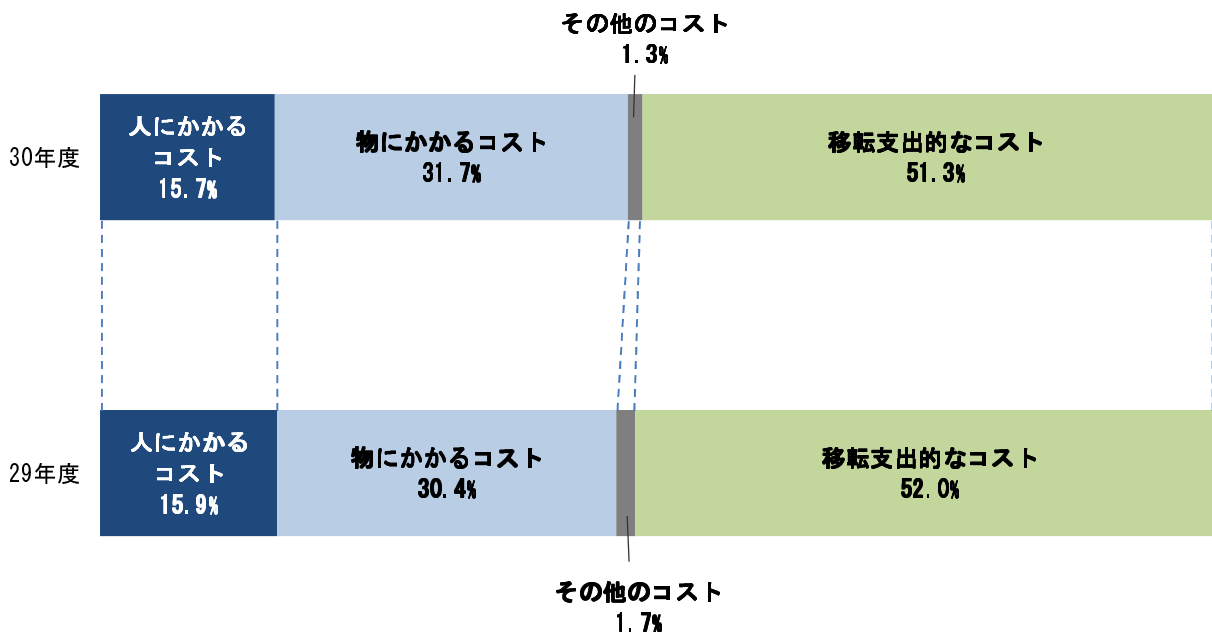 その他のコスト
1.3%
30年度
人にかかる
コスト
15.7%
物にかかるコスト
31.7%
移転支出的なコスト
51.3%
29年度
人にかかる
コスト
15.9%
物にかかるコスト
30.4%
移転支出的なコスト
52.0%
その他のコスト
1.7%